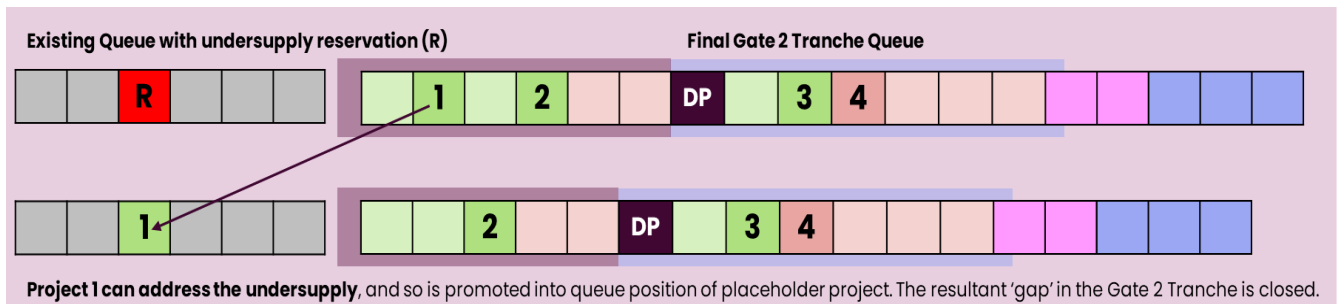 Existing Queue with undersupply reservation (R)
Final Gate 2 Tranche Queue
R 1 2 DP 3 4
1 2 DP 3 4
Project 1 can address the undersupply, and so is promoted into queue position of placeholder project. The resultant ‘gap’ in the Gate 2 Tranche is closed.